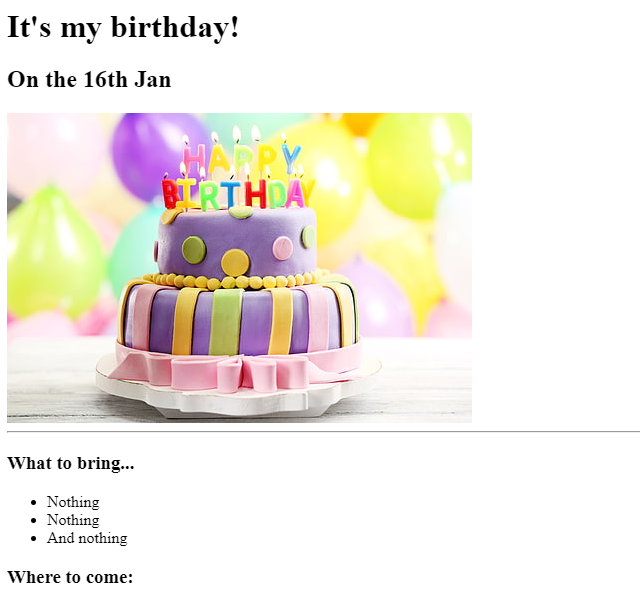 It's my birthday!
On the 16th Jan
HAPPY
BIRTHDAY
What to bring...
Nothing
Nothing
And nothing
Where to come: